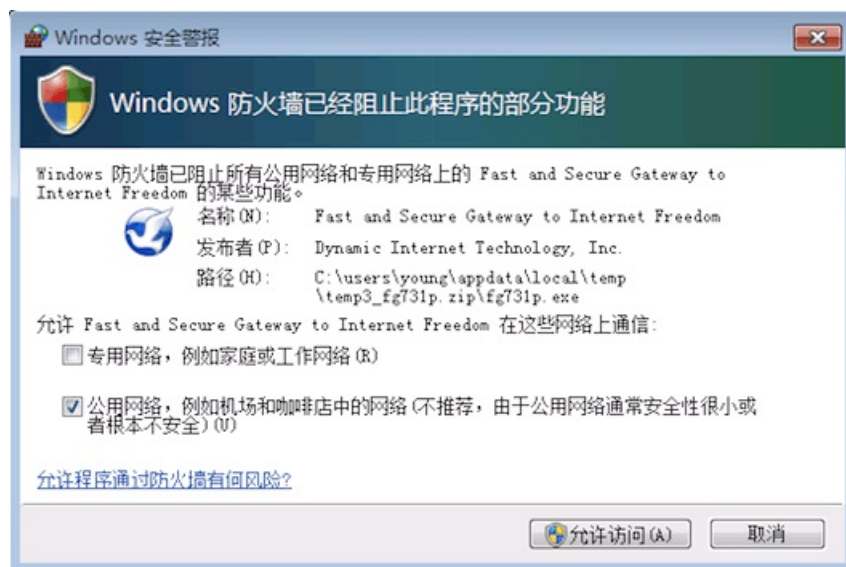 Windows 安全警报
Windows 防火墙已经阻止此程序的部分功能
Windows 防火墙已阻止所有公用网络和专用网络上的 Fast and Secure Gateway to
Internet Freedom 的某些功能。
名称(N): Fast and Secure Gateway to Internet Freedom
发布者(P): Dynamic Internet Technology, Inc.
路径(H): C:\users\young\appdata\local\temp
\temp3_fg731p.zip\fg731p.exe
允许 Fast and Secure Gateway to Internet Freedom 在这些网络上通信:
专用网络，例如家庭或工作网络(R)
公用网络，例如机场和咖啡店中的网络(不推荐，由于公用网络通常安全性很小或
者根本不安全)(U)
允许程序通过防火墙有何风险?
允许访问(A) 取消